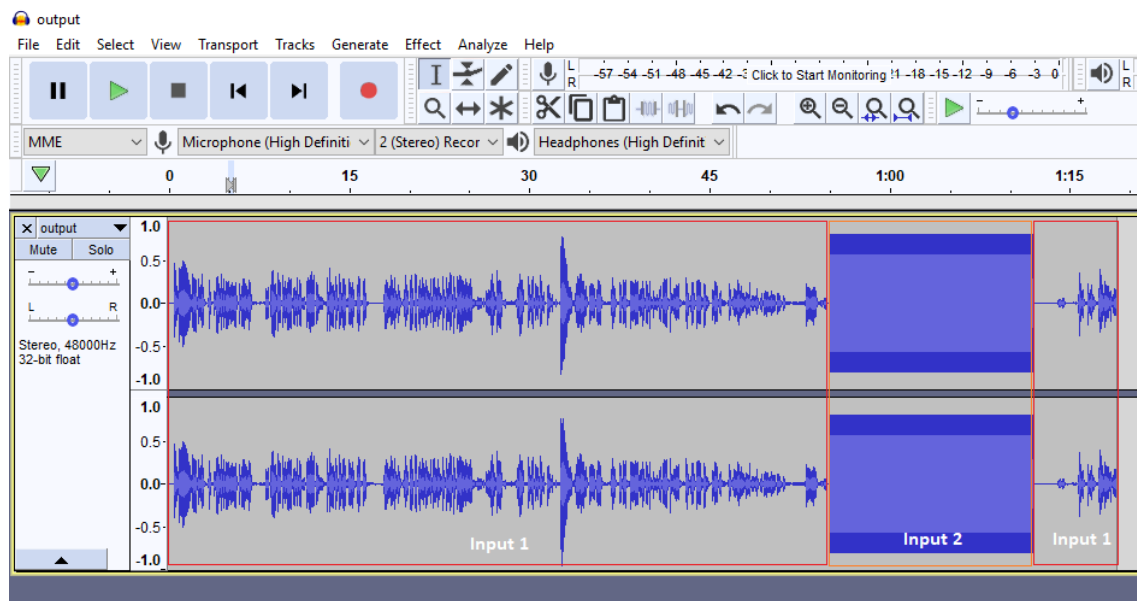 output
File Edit Select View Transport Tracks Generate Effect Analyze Help
L
R
-57 -54 -51 -48 -45 -42 -3 Click to Start Monitoring !1 -18 -15 -12 -9 -6 -3 0
L
R
- +
MME
Microphone (High Definiti
2 (Stereo) Recor
Headphones (High Definit
0 15 30 45 1:00 1:15
output
Mute Solo
- +
L R
Stereo, 48000Hz
32-bit float
1.0
0.5
0.0
-0.5
-1.0
1.0
0.5
0.0
-0.5
-1.0
Input 1
Input 2
Input 1